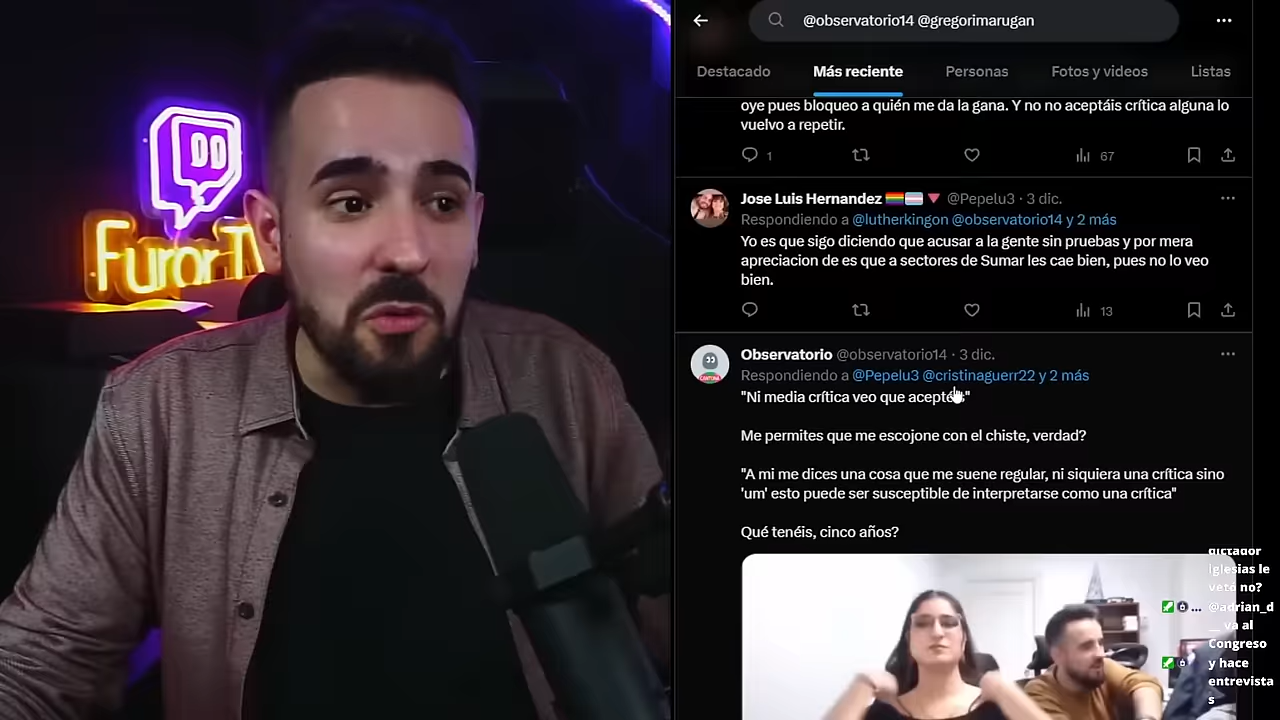 @observatorio14 @gregorimarugan
Destacado
Más reciente
Personas
Fotos y videos
Listas
oye pues bloqueo a quién me da la gana. Y no no aceptáis crítica alguna lo
vuelvo a repetir.
1
67
Jose Luis Hernandez @Pepelu3 · 3 dic.
Respondiendo a @lutherkingon @observatorio14 y 2 más
Yo es que sigo diciendo que acusar a la gente sin pruebas y por mera
apreciacion de es que a sectores de Sumar les cae bien, pues no lo veo
bien.
13
Observatorio @observatorio14 · 3 dic.
Respondiendo a @Pepelu3 @cristinaguerr22 y 2 más
"Ni media crítica veo que
Me permites que me escojone con el chiste, verdad?
"A mi me dices una cosa que me suene regular, ni siquiera una crítica sino
'um' esto puede ser susceptible de interpretarse como una crítica"
Qué tenéis, cinco años?
dictador
Iglesias le
vetó no?
@adrian_d
__ va al
Congreso
y hace
entrevista
s